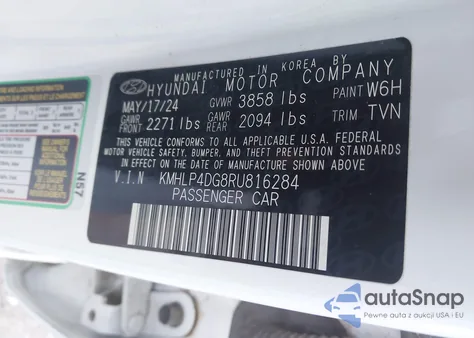 MANUFACTURED IN KOREA BY
HYUNDAI MOTOR COMPANY
MAY/17/24 GVWR 3858 lbs PAINT W6H
GAWR FRONT 2271 lbs GAWR REAR 2094 lbs TRIM TVN
THIS VEHICLE CONFORMS TO ALL APPLICABLE U.S.A. FEDERAL
MOTOR VEHICLE SAFETY, BUMPER, AND THEFT PREVENTION STANDARDS
IN EFFECT ON THE DATE OF MANUFACTURE SHOWN ABOVE.
V.I.N KMHLP4DG8RU816284
PASSENGER CAR
N57
autoSnap
Pewne auta z aukcji USA i EU